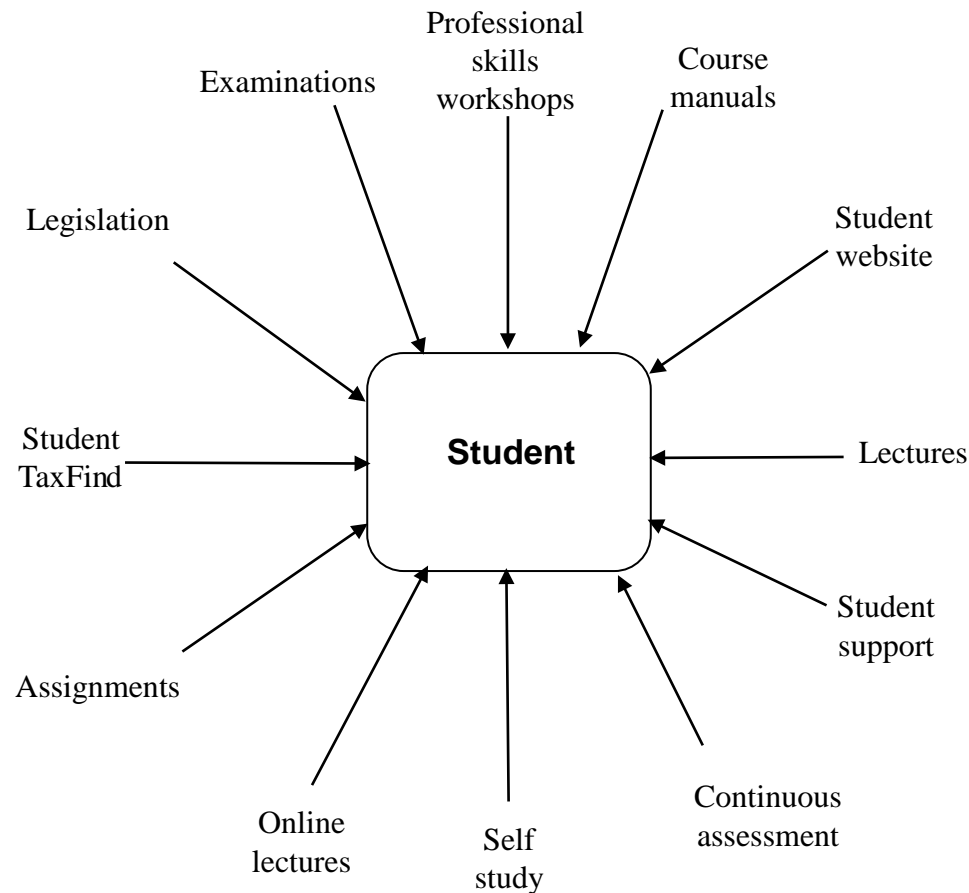 Professional
skills
workshops
Examinations
Course
manuals
Legislation
Student
website
Student
TaxFind
Student
Lectures
Assignments
Student
support
Online
lectures
Self
study
Continuous
assessment